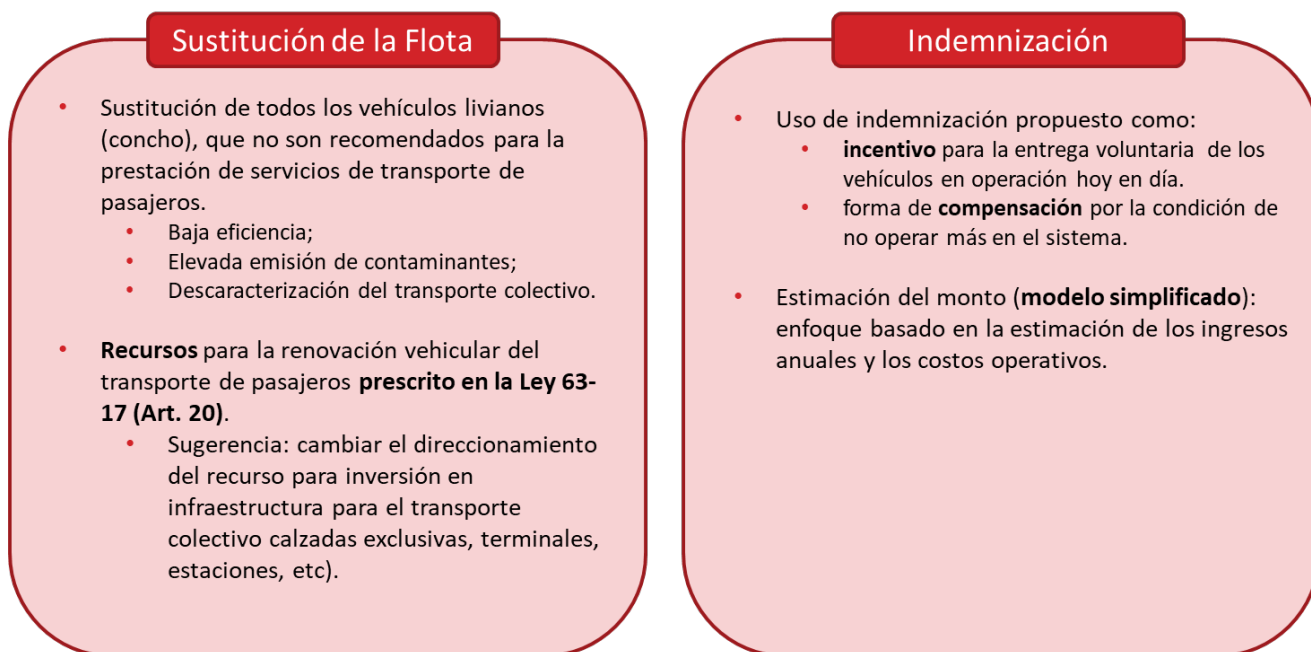 Sustitución de la Flota
• Sustitución de todos los vehículos livianos
(concho), que no son recomendados para la
prestación de servicios de transporte de
pasajeros.
• Baja eficiencia;
• Elevada emisión de contaminantes;
• Descaracterización del transporte colectivo.
• Recursos para la renovación vehicular del
transporte de pasajeros prescrito en la Ley 63-
17 (Art. 20).
• Sugerencia: cambiar el direccionamiento
del recurso para inversión en
infraestructura para el transporte
colectivo calzadas exclusivas, terminales,
estaciones, etc).
Indemnización
• Uso de indemnización propuesto como:
• incentivo para la entrega voluntaria de los
vehículos en operación hoy en día.
• forma de compensación por la condición de
no operar más en el sistema.
• Estimación del monto (modelo simplificado):
enfoque basado en la estimación de los ingresos
anuales y los costos operativos.